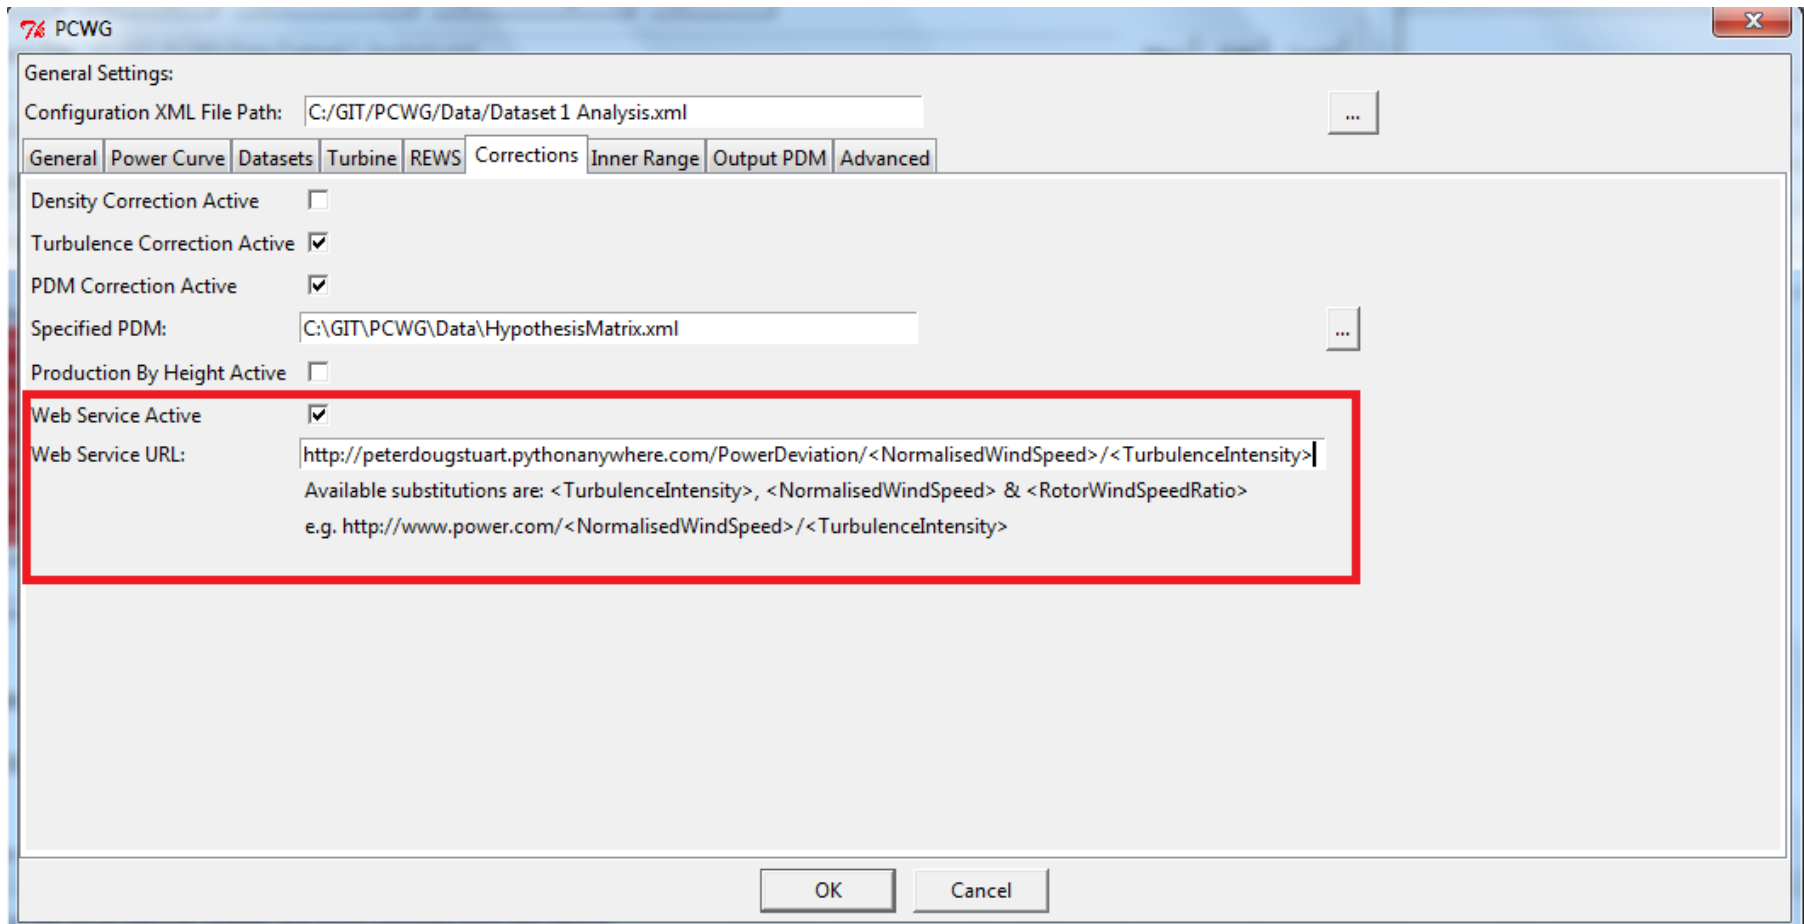 PCWG
General Settings:
Configuration XML File Path: C:/GIT/PCWG/Data/Dataset 1 Analysis.xml ...
General Power Curve Datasets Turbine REWS Corrections Inner Range Output PDM Advanced
Density Correction Active
Turbulence Correction Active
PDM Correction Active
Specified PDM: C:\GIT\PCWG\Data\HypothesisMatrix.xml ...
Production By Height Active
Web Service Active
Web Service URL: http://peterdougstuart.pythonanywhere.com/PowerDeviation/<NormalisedWindSpeed>/<TurbulenceIntensity>
Available substitutions are: <TurbulenceIntensity>, <NormalisedWindSpeed> & <RotorWindSpeedRatio>
e.g. http://www.power.com/<NormalisedWindSpeed>/<TurbulenceIntensity>
OK Cancel